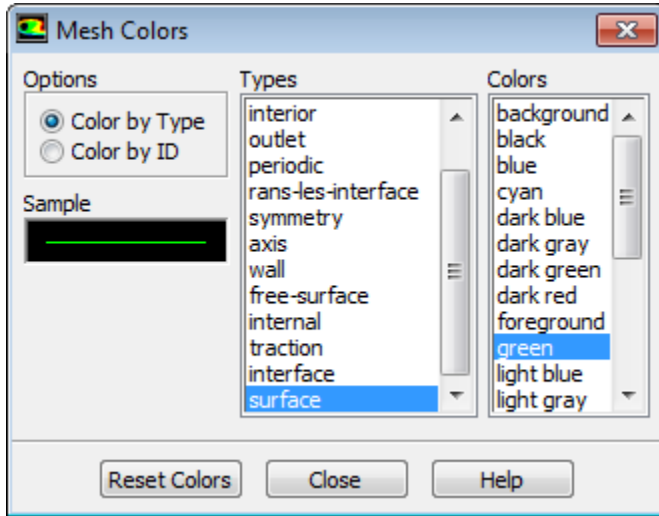 Mesh Colors
Options
Color by Type
Color by ID
Sample
Types
interior
outlet
periodic
rans-les-interface
symmetry
axis
wall
free-surface
internal
traction
interface
surface
Colors
background
black
blue
cyan
dark blue
dark gray
dark green
dark red
foreground
green
light blue
light gray
Reset Colors
Close
Help